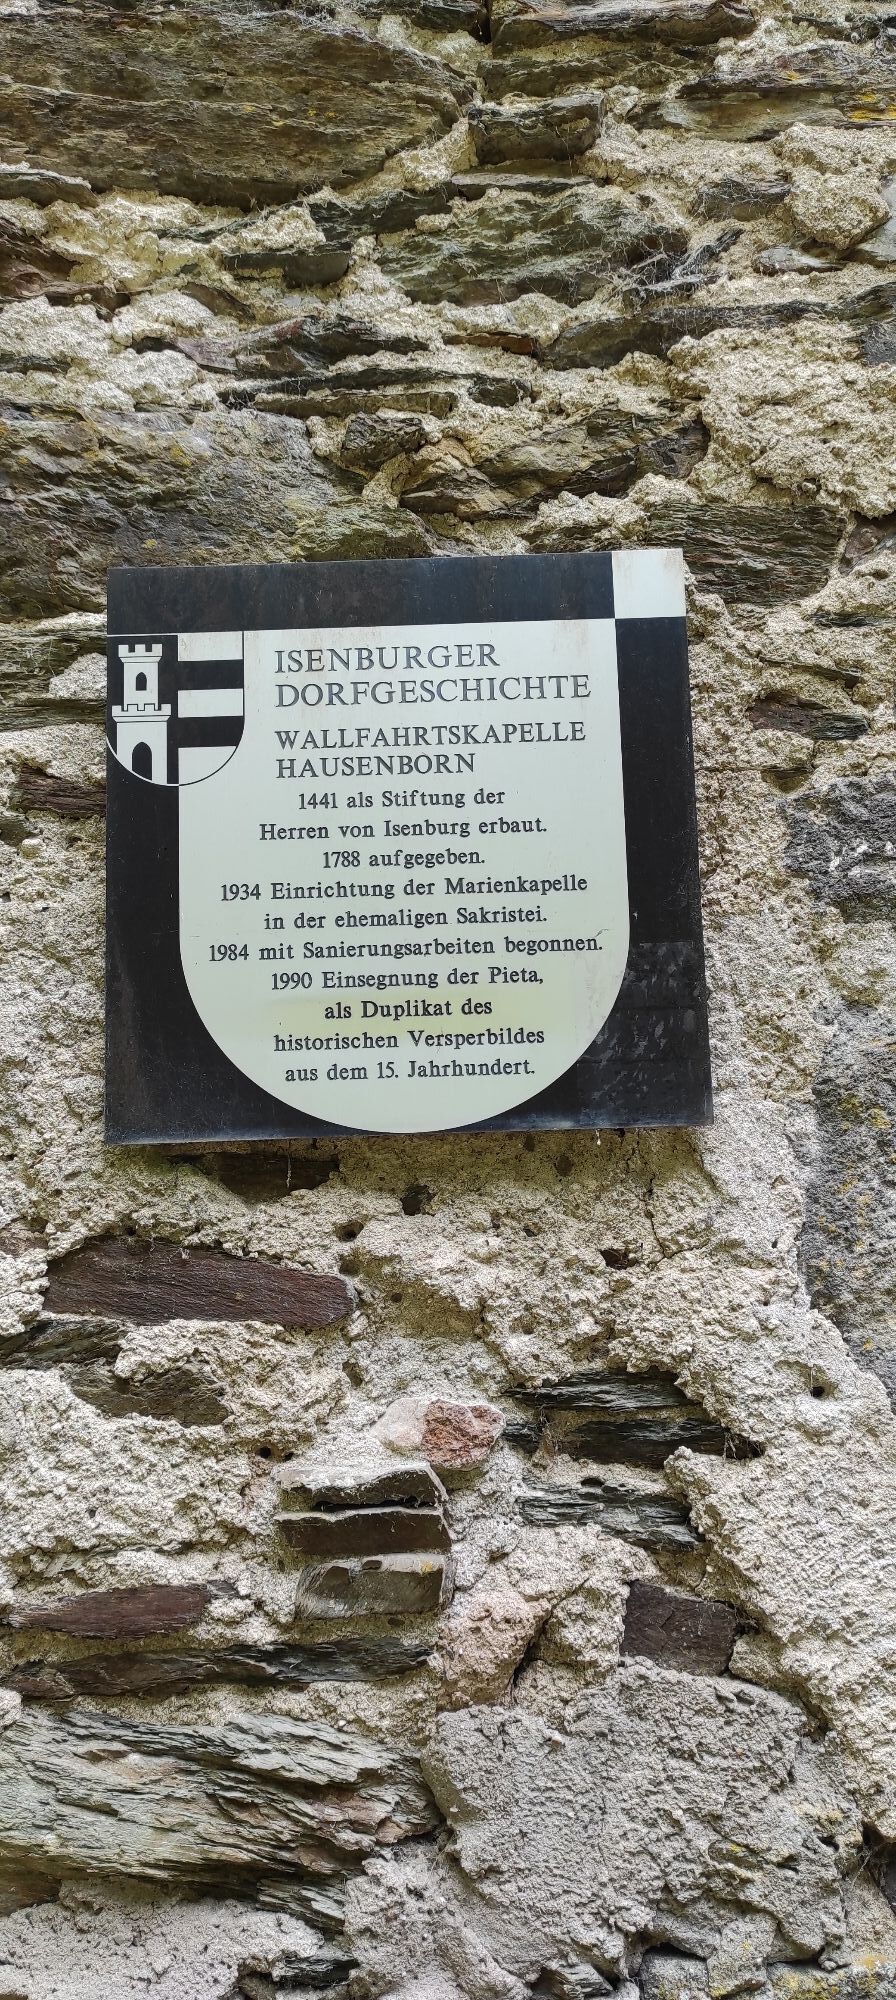 ISENBURGER
DORFGESCHICHTE
WALLFAHRTSKAPELLE
HAUSENBORN
1441 als Stiftung der
Herren von Isenburg erbaut.
1788 aufgegeben.
1934 Einrichtung der Marienkapelle
in der ehemaligen Sakristei.
1984 mit Sanierungsarbeiten begonnen.
1990 Einsegnung der Pieta,
als Duplikat des
historischen Versperbildes
aus dem 15. Jahrhundert.